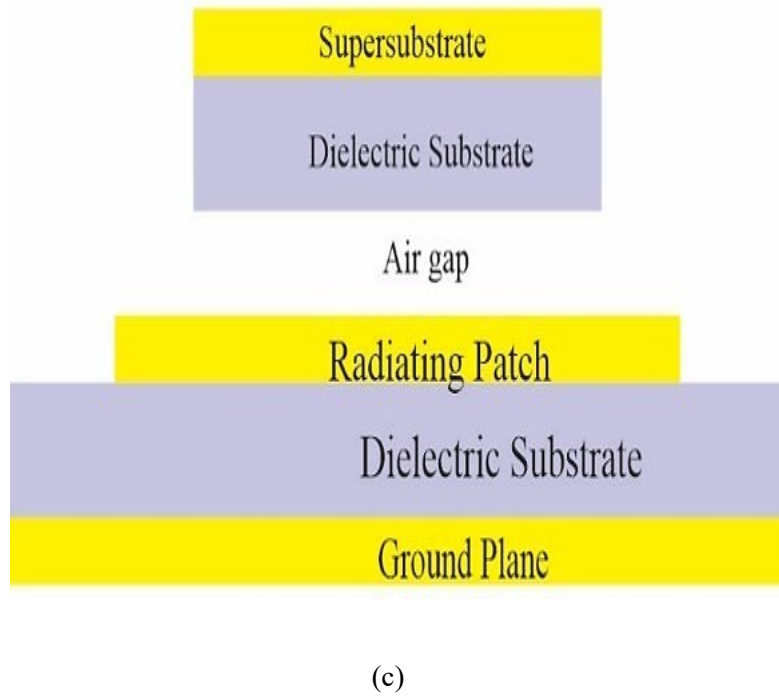 Supersubstrate
Dielectric Substrate
Air gap
Radiating Patch
Dielectric Substrate
Ground Plane
(c)